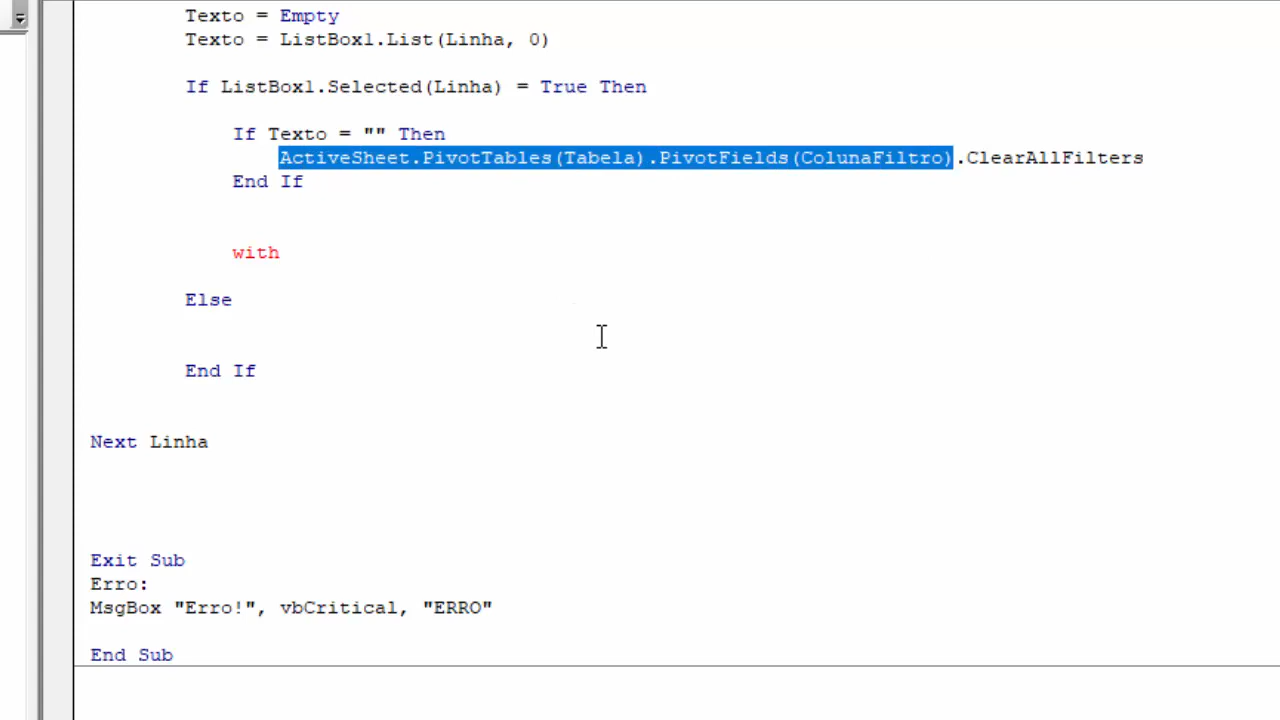 Texto = Empty
Texto = ListBox1.List(Linha, 0)
If ListBox1.Selected(Linha) = True Then
If Texto = "" Then
ActiveSheet.PivotTables(Tabela).PivotFields(ColunaFiltro).ClearAllFilters
End If
with
Else
End If
Next Linha
Exit Sub
Erro:
MsgBox "Erro!", vbCritical, "ERRO"
End Sub